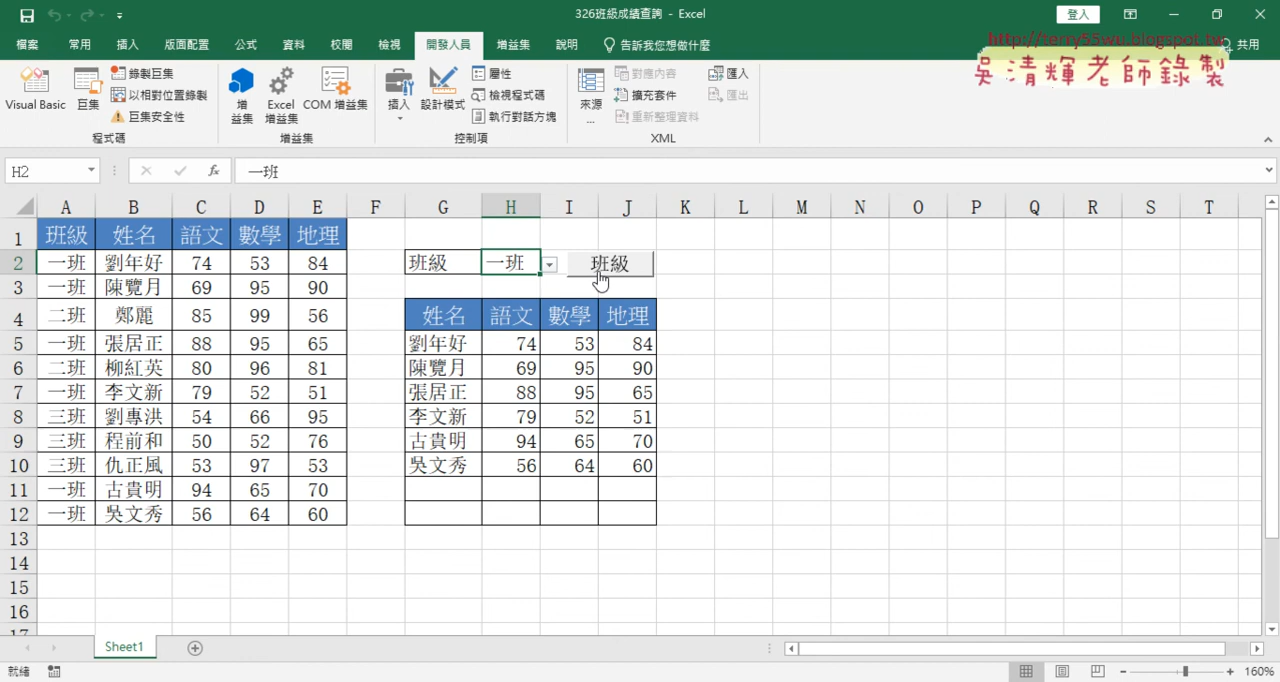 326班級成績查詢 - Excel
登入
檔案 常用 插入 版面配置 公式 資料 校閱 檢視 開發人員 增益集 說明 告訴我您想做什麼 共用
http://terry55wu.blogspot.tw
吳清輝老師錄製
Visual Basic 巨集 錄製巨集 以相對位置錄製 巨集安全性
增益集 Excel 增益集 COM 增益集
插入 設計模式 屬性 檢視程式碼 執行對話方塊
來源... 對應內容 擴充套件 重新整理資料 匯入 匯出
程式碼 增益集 控制項 XML
H2 fx 一班
A B C D E F G H I J K L M N O P Q R S T
1 班級 姓名 語文 數學 地理
2 一班 劉年好 74 53 84 班級 一班 班級
3 一班 陳覽月 69 95 90
4 二班 鄭麗 85 99 56 姓名 語文 數學 地理
5 一班 張居正 88 95 65 劉年好 74 53 84
6 二班 柳紅英 80 96 81 陳覽月 69 95 90
7 一班 李文新 79 52 51 張居正 88 95 65
8 三班 劉專洪 54 66 95 李文新 79 52 51
9 三班 程前和 50 52 76 古貴明 94 65 70
10 三班 仇正風 53 97 53 吳文秀 56 64 60
11 一班 古貴明 94 65 70
12 一班 吳文秀 56 64 60
13
14
15
16
17
Sheet1
就緒 160%